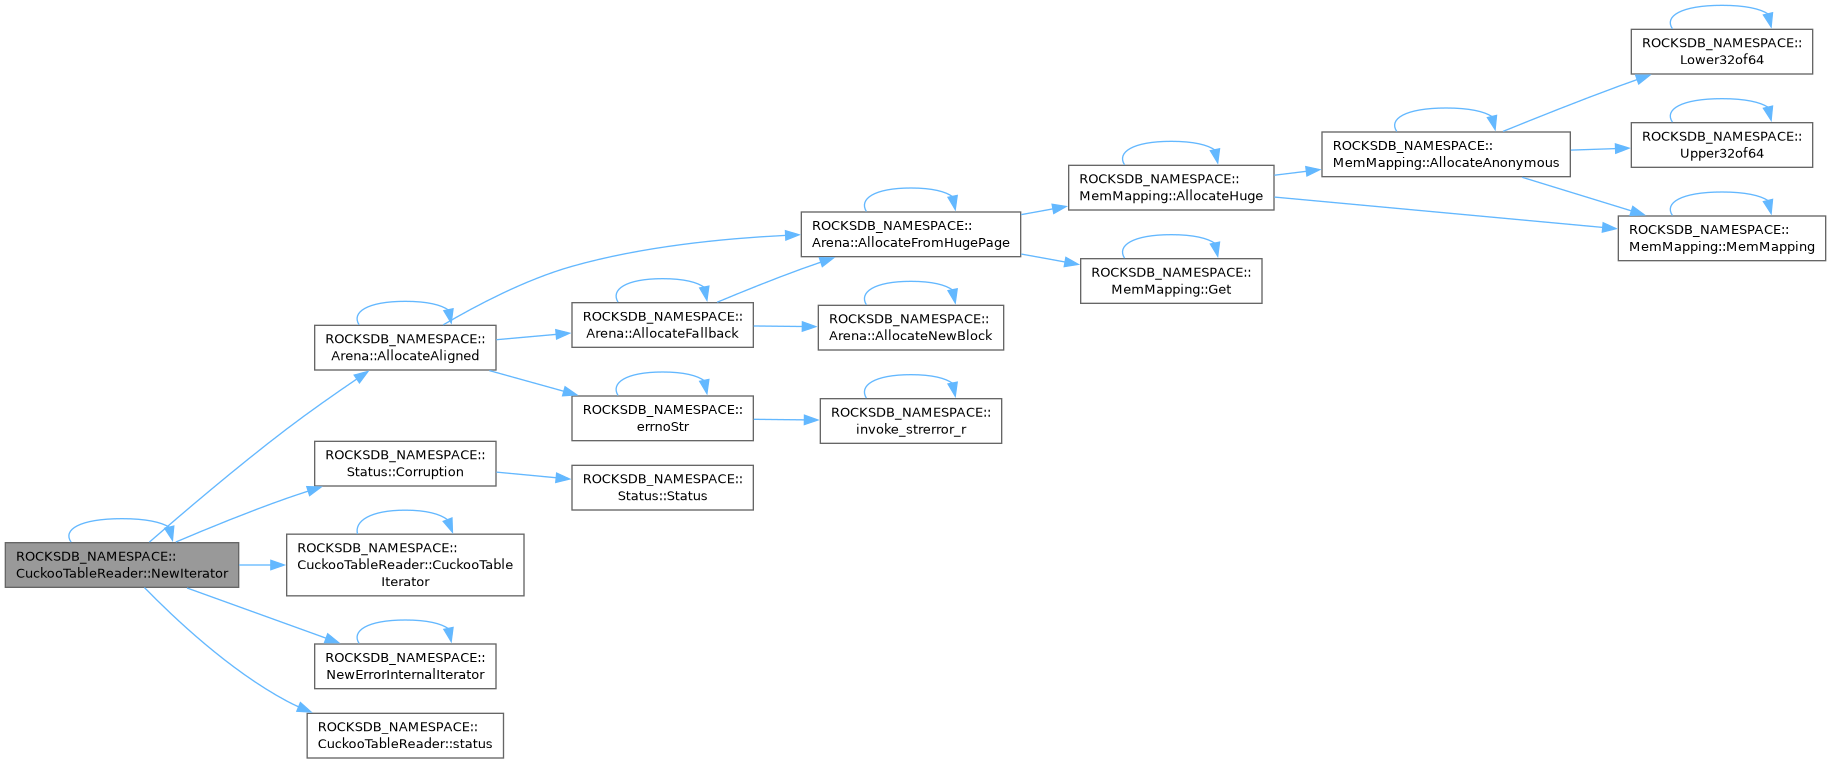 ROCKSDB_NAMESPACE::
CuckooTableReader::NewIterator
ROCKSDB_NAMESPACE::
Arena::AllocateAligned
ROCKSDB_NAMESPACE::
Status::Corruption
ROCKSDB_NAMESPACE::
CuckooTableReader::CuckooTable
Iterator
ROCKSDB_NAMESPACE::
NewErrorInternalIterator
ROCKSDB_NAMESPACE::
CuckooTableReader::status
ROCKSDB_NAMESPACE::
Arena::AllocateFallback
ROCKSDB_NAMESPACE::
errnoStr
ROCKSDB_NAMESPACE::
Status::Status
ROCKSDB_NAMESPACE::
Arena::AllocateFromHugePage
ROCKSDB_NAMESPACE::
Arena::AllocateNewBlock
ROCKSDB_NAMESPACE::
invoke_strerror_r
ROCKSDB_NAMESPACE::
MemMapping::AllocateHuge
ROCKSDB_NAMESPACE::
MemMapping::Get
ROCKSDB_NAMESPACE::
MemMapping::AllocateAnonymous
ROCKSDB_NAMESPACE::
Lower32of64
ROCKSDB_NAMESPACE::
Upper32of64
ROCKSDB_NAMESPACE::
MemMapping::MemMapping